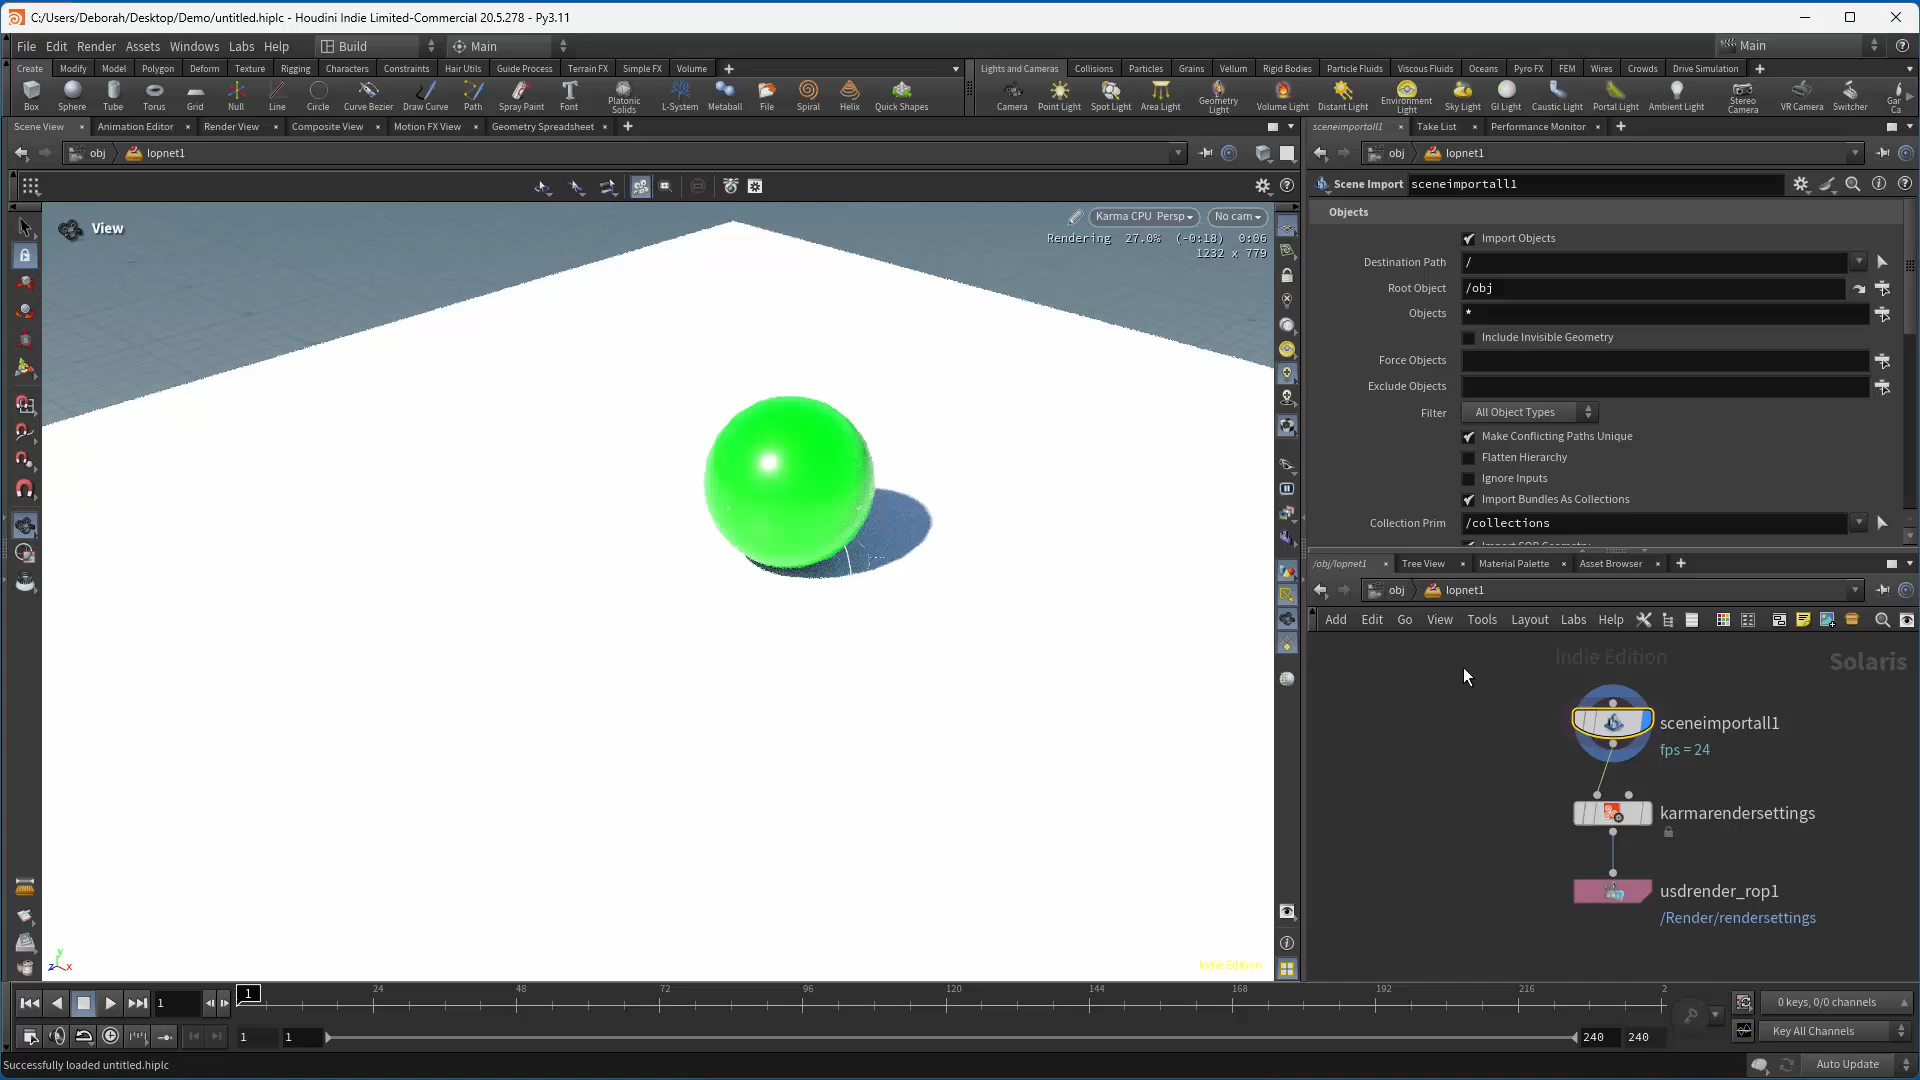 C:/Users/Deborah/Desktop/Demo/untitled.hiplc - Houdini Indie Limited-Commercial 20.5.278 - Py3.11
File Edit Render Assets Windows Labs Help Build Main Main
Create Modify Model Polygon Deform Texture Rigging Characters Constraints Hair Utils Guide Process Terrain FX Simple FX Volume
Lights and Cameras Collisions Particles Grains Vellum Rigid Bodies Particle Fluids Viscous Fluids Oceans Pyro FX FEM Wires Crowds Drive Simulation
Box Sphere Tube Torus Grid Null Line Circle Curve Bezier Draw Curve Path Spray Paint Font Platonic Solids L-System Metaball File Spiral Helix Quick Shapes
Camera Point Light Spot Light Area Light Geometry Light Volume Light Distant Light Environment Light Sky Light GI Light Caustic Light Portal Light Ambient Light Stereo Camera VR Camera Switcher Gar Ca
Scene View Animation Editor Render View Composite View Motion FX View Geometry Spreadsheet
sceneimportall1 Take List Performance Monitor
obj lopnet1
obj lopnet1
Scene Import sceneimportall1
View
Karma CPU Persp No cam
Rendering 27.0% (-0:18) 0:06
1232 x 779
Indie Edition
Objects
Import Objects
Destination Path /
Root Object /obj
Objects *
Include Invisible Geometry
Force Objects
Exclude Objects
Filter All Object Types
Make Conflicting Paths Unique
Flatten Hierarchy
Ignore Inputs
Import Bundles As Collections
Collection Prim /collections
/obj/lopnet1 Tree View Material Palette Asset Browser
obj lopnet1
Add Edit Go View Tools Layout Labs Help
Indie Edition
Solaris
sceneimportall1
fps = 24
karmarendersettings
usdrender_rop1
/Render/rendersettings
z y x
1
1 24 48 72 96 120 144 168 192 216 2
0 keys, 0/0 channels
1 1 240 240
Key All Channels
Successfully loaded untitled.hiplc
Auto Update